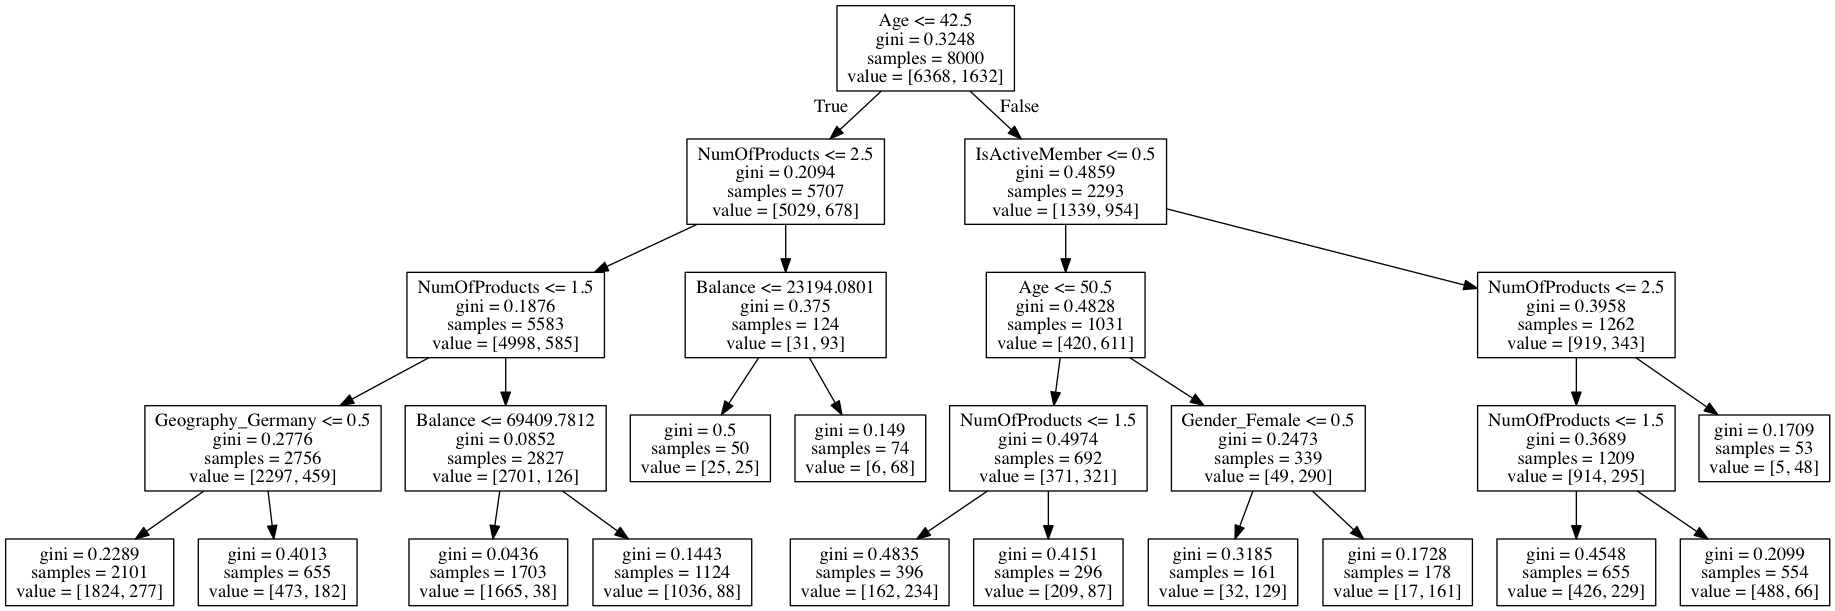 Age <= 42.5
gini = 0.3248
samples = 8000
value = [6368, 1632]
True
False
NumOfProducts <= 2.5
gini = 0.2094
samples = 5707
value = [5029, 678]
IsActiveMember <= 0.5
gini = 0.4859
samples = 2293
value = [1339, 954]
NumOfProducts <= 1.5
gini = 0.1876
samples = 5583
value = [4998, 585]
Balance <= 23194.0801
gini = 0.375
samples = 124
value = [31, 93]
Age <= 50.5
gini = 0.4828
samples = 1031
value = [420, 611]
NumOfProducts <= 2.5
gini = 0.3958
samples = 1262
value = [919, 343]
Geography_Germany <= 0.5
gini = 0.2776
samples = 2756
value = [2297, 459]
Balance <= 69409.7812
gini = 0.0852
samples = 2827
value = [2701, 126]
gini = 0.5
samples = 50
value = [25, 25]
gini = 0.149
samples = 74
value = [6, 68]
NumOfProducts <= 1.5
gini = 0.4974
samples = 692
value = [371, 321]
Gender_Female <= 0.5
gini = 0.2473
samples = 339
value = [49, 290]
NumOfProducts <= 1.5
gini = 0.3689
samples = 1209
value = [914, 295]
gini = 0.1709
samples = 53
value = [5, 48]
gini = 0.2289
samples = 2101
value = [1824, 277]
gini = 0.4013
samples = 655
value = [473, 182]
gini = 0.0436
samples = 1703
value = [1665, 38]
gini = 0.1443
samples = 1124
value = [1036, 88]
gini = 0.4835
samples = 396
value = [162, 234]
gini = 0.4151
samples = 296
value = [209, 87]
gini = 0.3185
samples = 161
value = [32, 129]
gini = 0.1728
samples = 178
value = [17, 161]
gini = 0.4548
samples = 655
value = [426, 229]
gini = 0.2099
samples = 554
value = [488, 66]